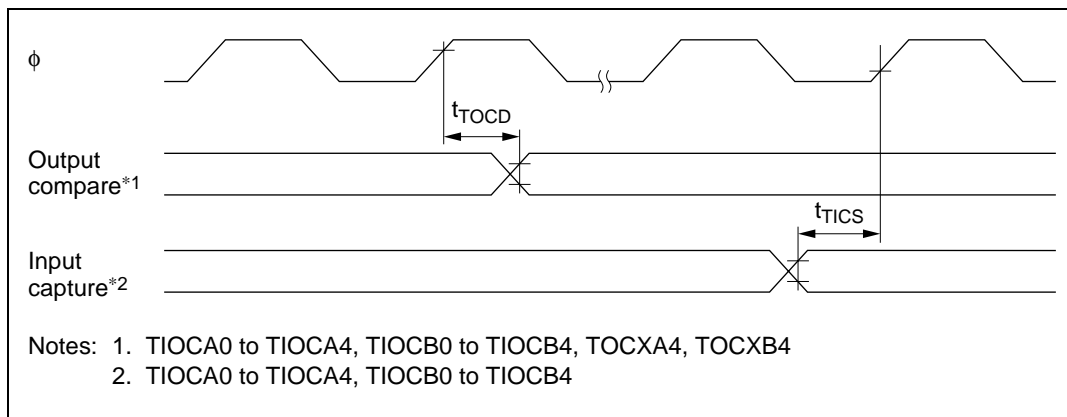 ϕ
tTOCD
Output
compare*1
tTICS
Input
capture*2
Notes: 1. TIOCA0 to TIOCA4, TIOCB0 to TIOCB4, TOCXA4, TOCXB4
2. TIOCA0 to TIOCA4, TIOCB0 to TIOCB4